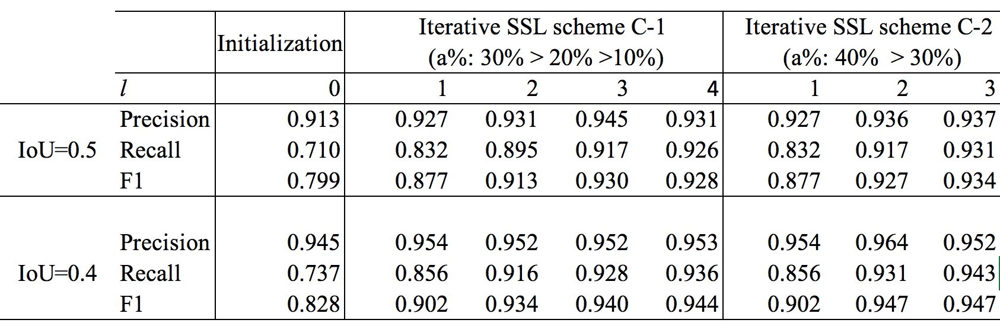 Initialization Iterative SSL scheme C-1 Iterative SSL scheme C-2
(a%: 30% > 20% >10%) (a%: 40% > 30%)
l 0 1 2 3 4 1 2 3
Precision 0.913 0.927 0.931 0.945 0.931 0.927 0.936 0.937
IoU=0.5 Recall 0.710 0.832 0.895 0.917 0.926 0.832 0.917 0.931
F1 0.799 0.877 0.913 0.930 0.928 0.877 0.927 0.934
Precision 0.945 0.954 0.952 0.952 0.953 0.954 0.964 0.952
IoU=0.4 Recall 0.737 0.856 0.916 0.928 0.936 0.856 0.931 0.943
F1 0.828 0.902 0.934 0.940 0.944 0.902 0.947 0.947